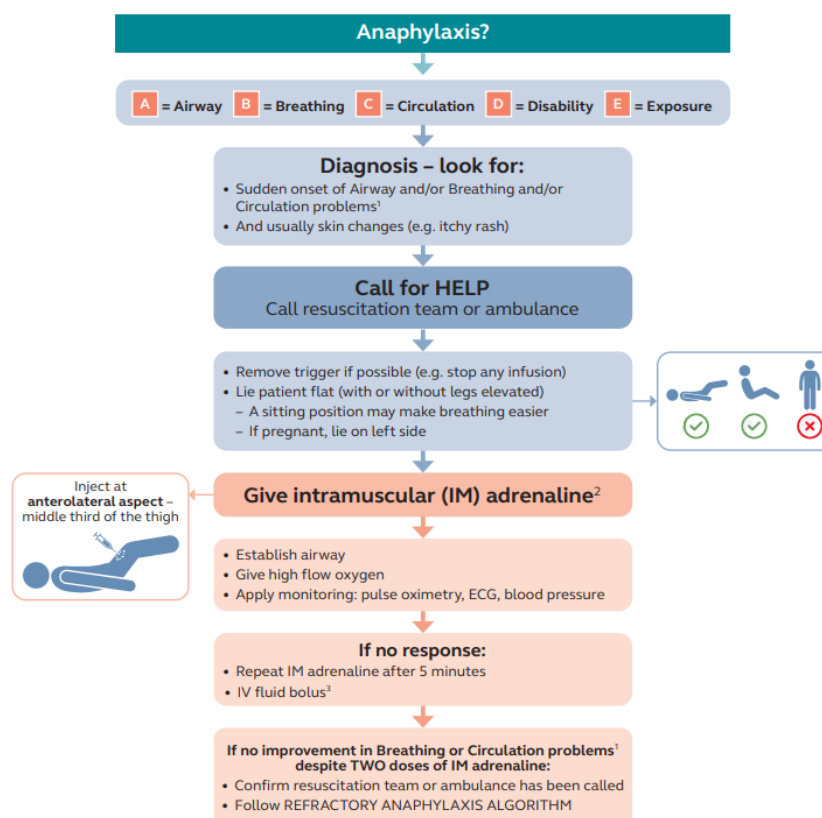 Anaphylaxis?
A = Airway B = Breathing C = Circulation D = Disability E = Exposure
Diagnosis – look for:
• Sudden onset of Airway and/or Breathing and/or
Circulation problems¹
• And usually skin changes (e.g. itchy rash)
Call for HELP
Call resuscitation team or ambulance
• Remove trigger if possible (e.g. stop any infusion)
• Lie patient flat (with or without legs elevated)
– A sitting position may make breathing easier
– If pregnant, lie on left side
Give intramuscular (IM) adrenaline²
Inject at
anterolateral aspect –
middle third of the thigh
• Establish airway
• Give high flow oxygen
• Apply monitoring: pulse oximetry, ECG, blood pressure
If no response:
• Repeat IM adrenaline after 5 minutes
• IV fluid bolus³
If no improvement in Breathing or Circulation problems¹
despite TWO doses of IM adrenaline:
• Confirm resuscitation team or ambulance has been called
• Follow REFRACTORY ANAPHYLAXIS ALGORITHM